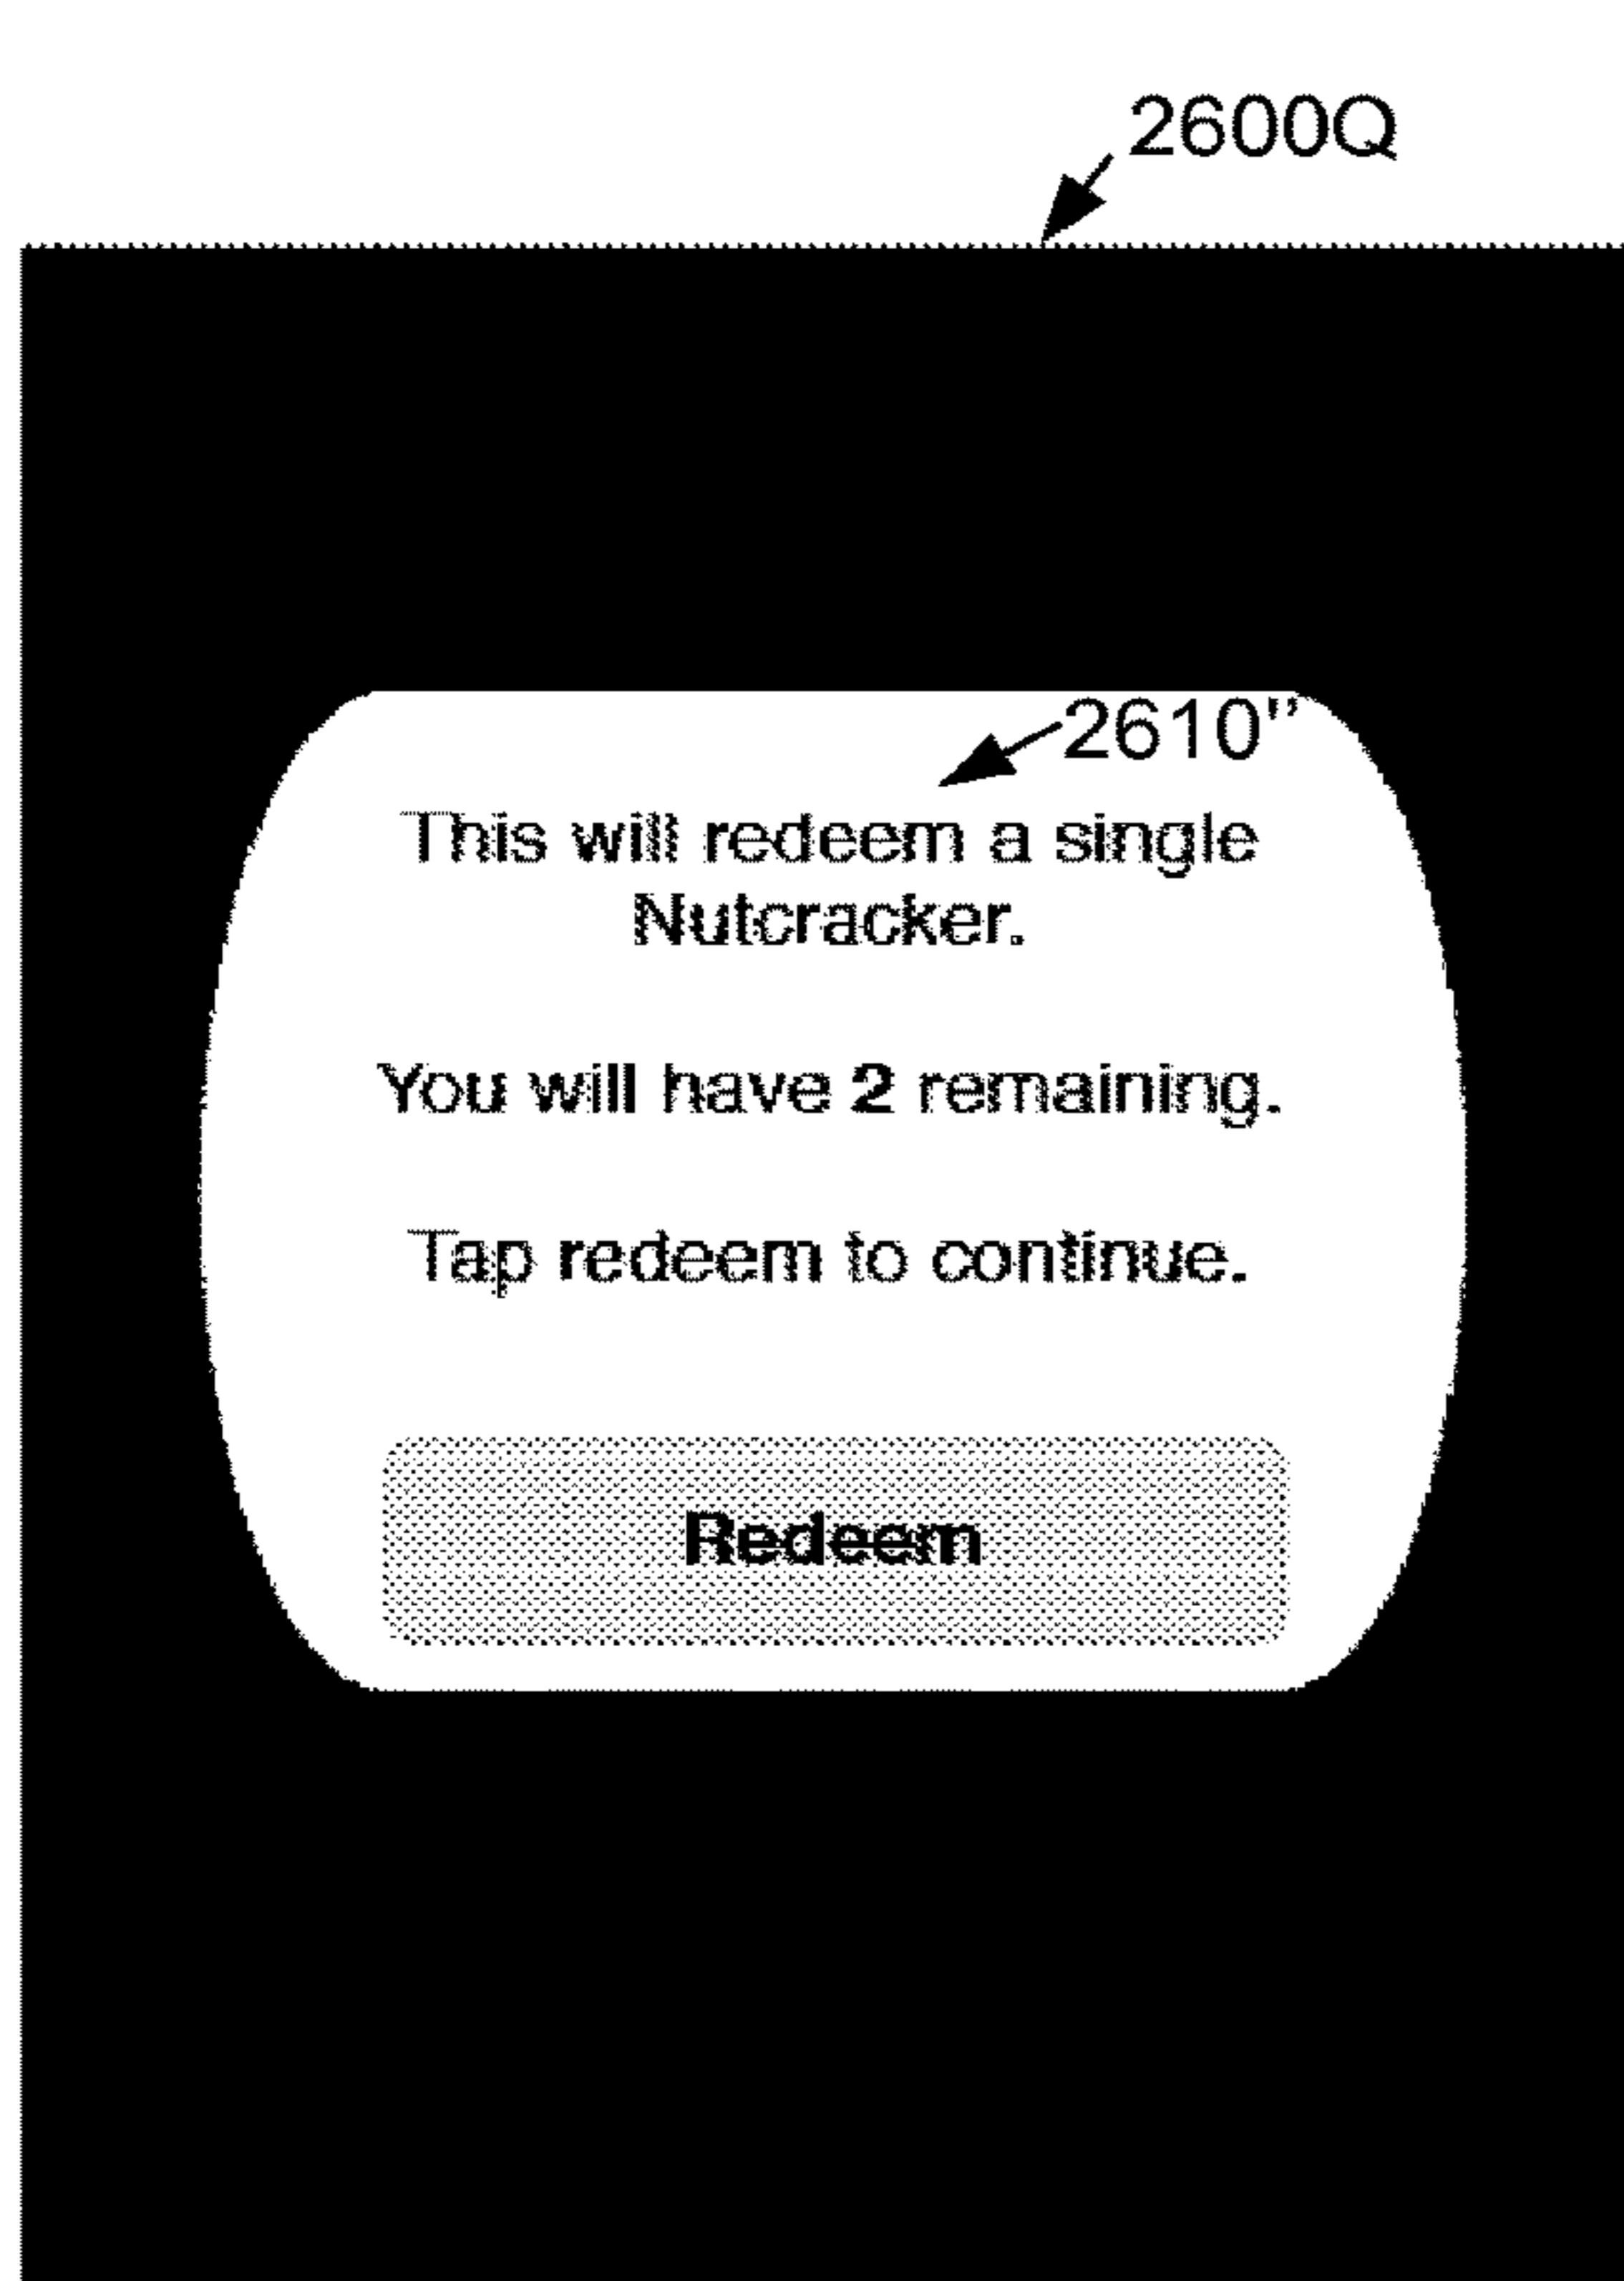 2600Q
2610"
This will redeem a single
Nutcracker.
You will have 2 remaining.
Tap redeem to continue.
Redeem